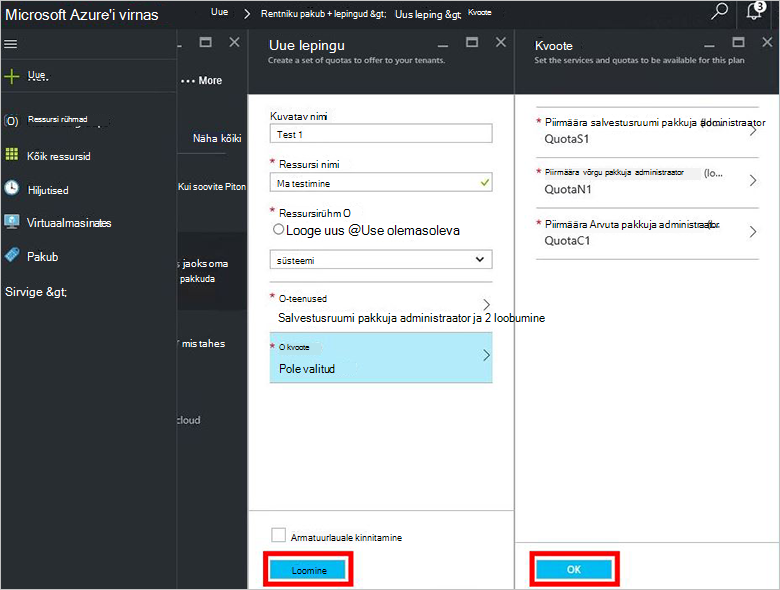 Microsoft Azure'i virnas
Uue
Rentniku pakub + lepingud &gt;
Uus leping &gt
Kvoote
3
Uue
Ressursi rühmad
Kõik ressursid
Hiljutised
Virtuaalmasinates
Pakub
Sirvige &gt;
••• More
Näha kõiki
Kui soovite Piton
s jaoks oma
pakkuda
mis tahes
cloud
Uue lepingu
Create a set of quotas to offer to your tenants.
Kuvatav nimi
Test 1
* Ressursi nimi
Ma testimine
* Ressursirühm O
Looge uus @Use olemasoleva
süsteemi
* O-teenused
Salvestusruumi pakkuja administraator ja 2 loobumine
* O kvoote
Pole valitud
Armatuurlauale kinnitamine
Loomine
Kvoote
Set the services and quotas to be available for this plan
* Piirmäära salvestusruumi pakkuja administraator
QuotaS1
* Piirmäära võrgu pakkuja administraator (lo...
QuotaN1
* Piirmäära Arvuta pakkuja administraator
QuotaC1
OK